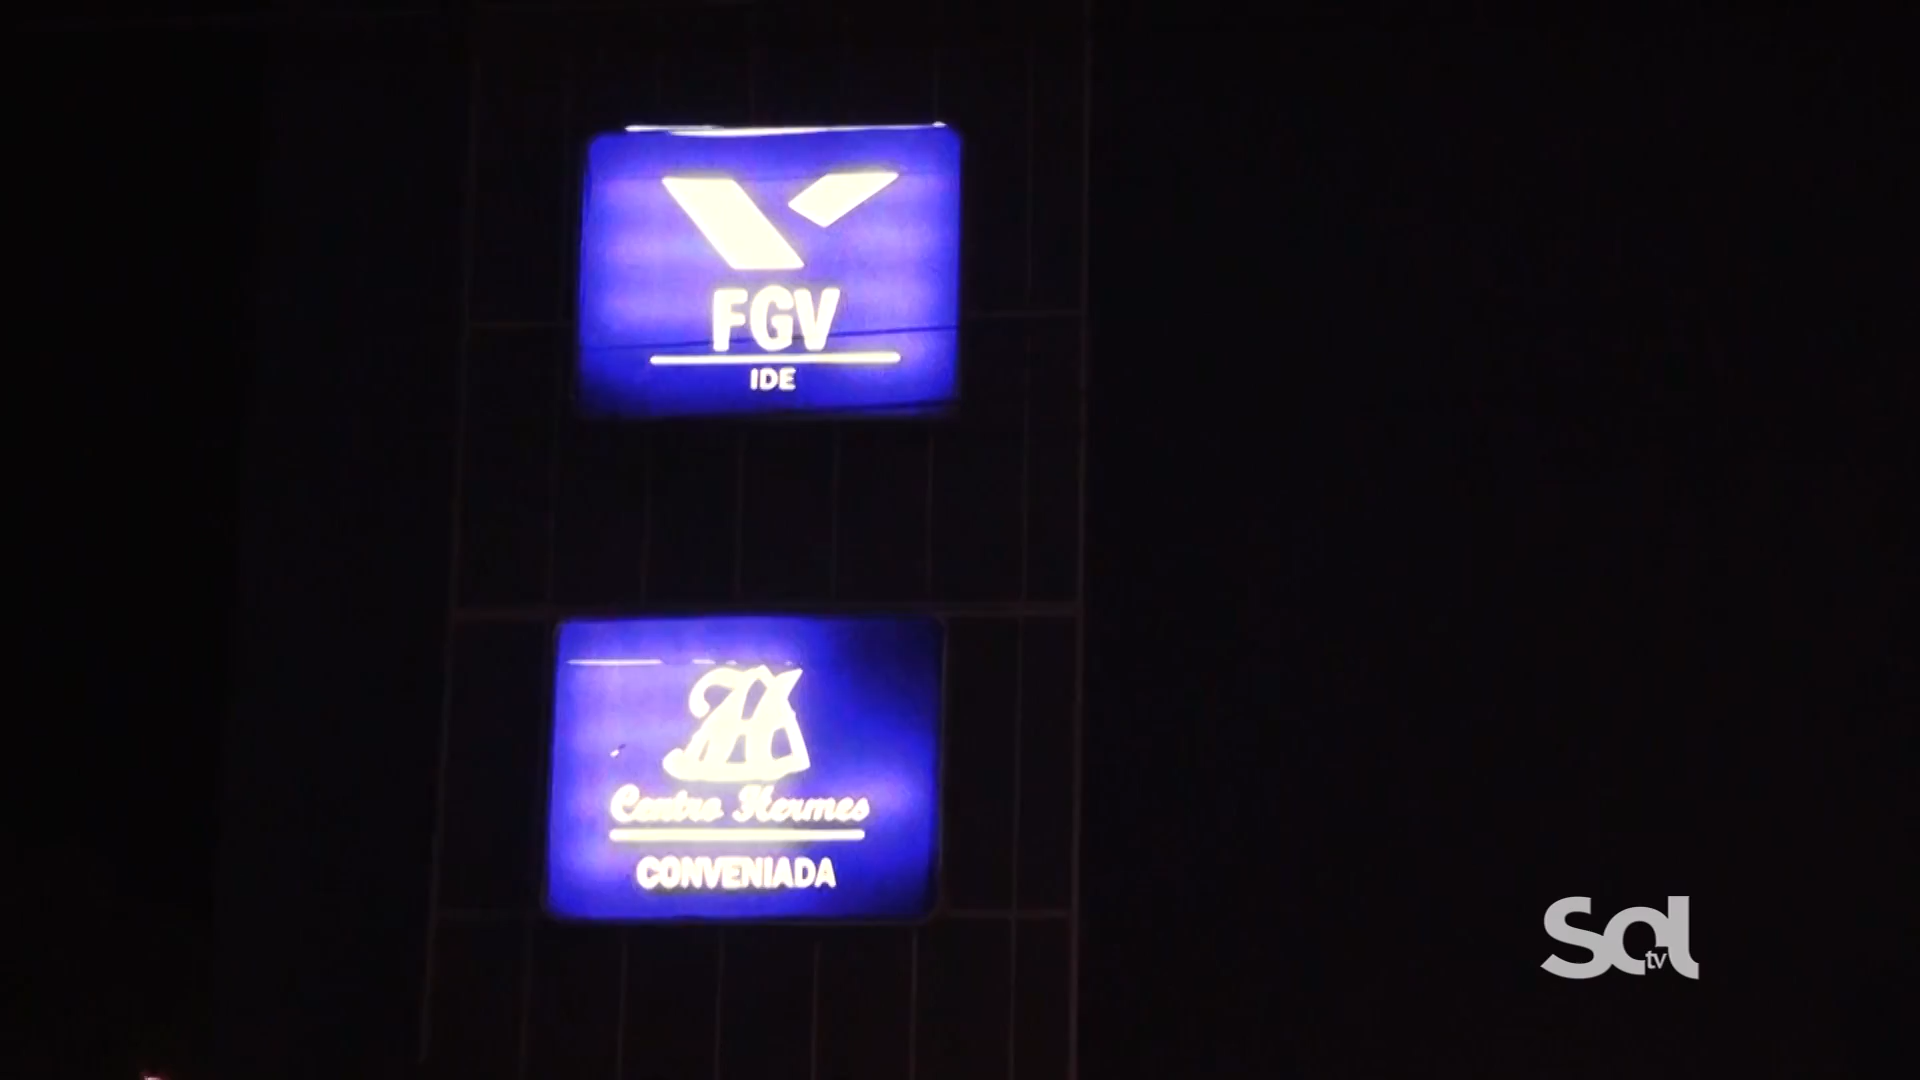 FGV
IDE
Centro Hermes
CONVENIADA
Sol
tv